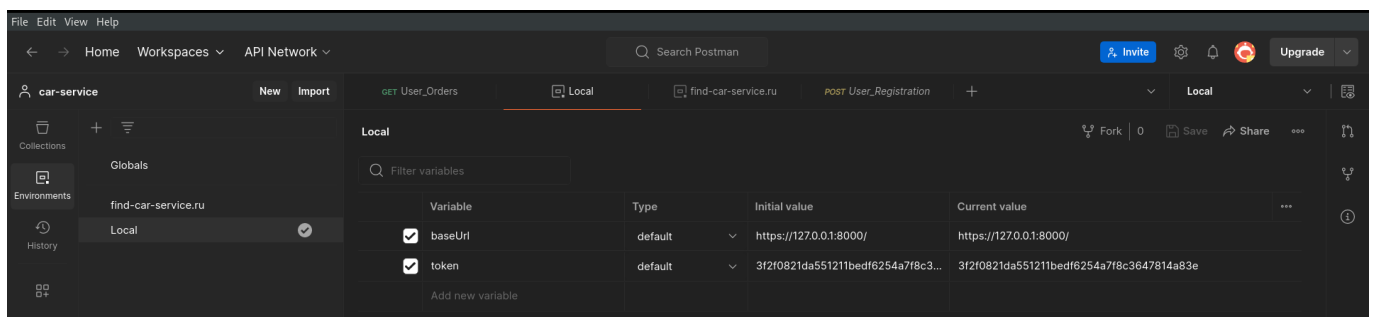 File Edit View Help
Home Workspaces API Network Search Postman Invite Upgrade
car-service New Import GET User_Orders Local find-car-service.ru POST User_Registration Local
Collections Local Fork 0 Save Share
Globals Filter variables
Environments
find-car-service.ru Variable Type Initial value Current value
Local baseUrl default https://127.0.0.1:8000/ https://127.0.0.1:8000/
History
token default 3f2f0821da551211bedf6254a7f8c3... 3f2f0821da551211bedf6254a7f8c3647814a83e
Add new variable